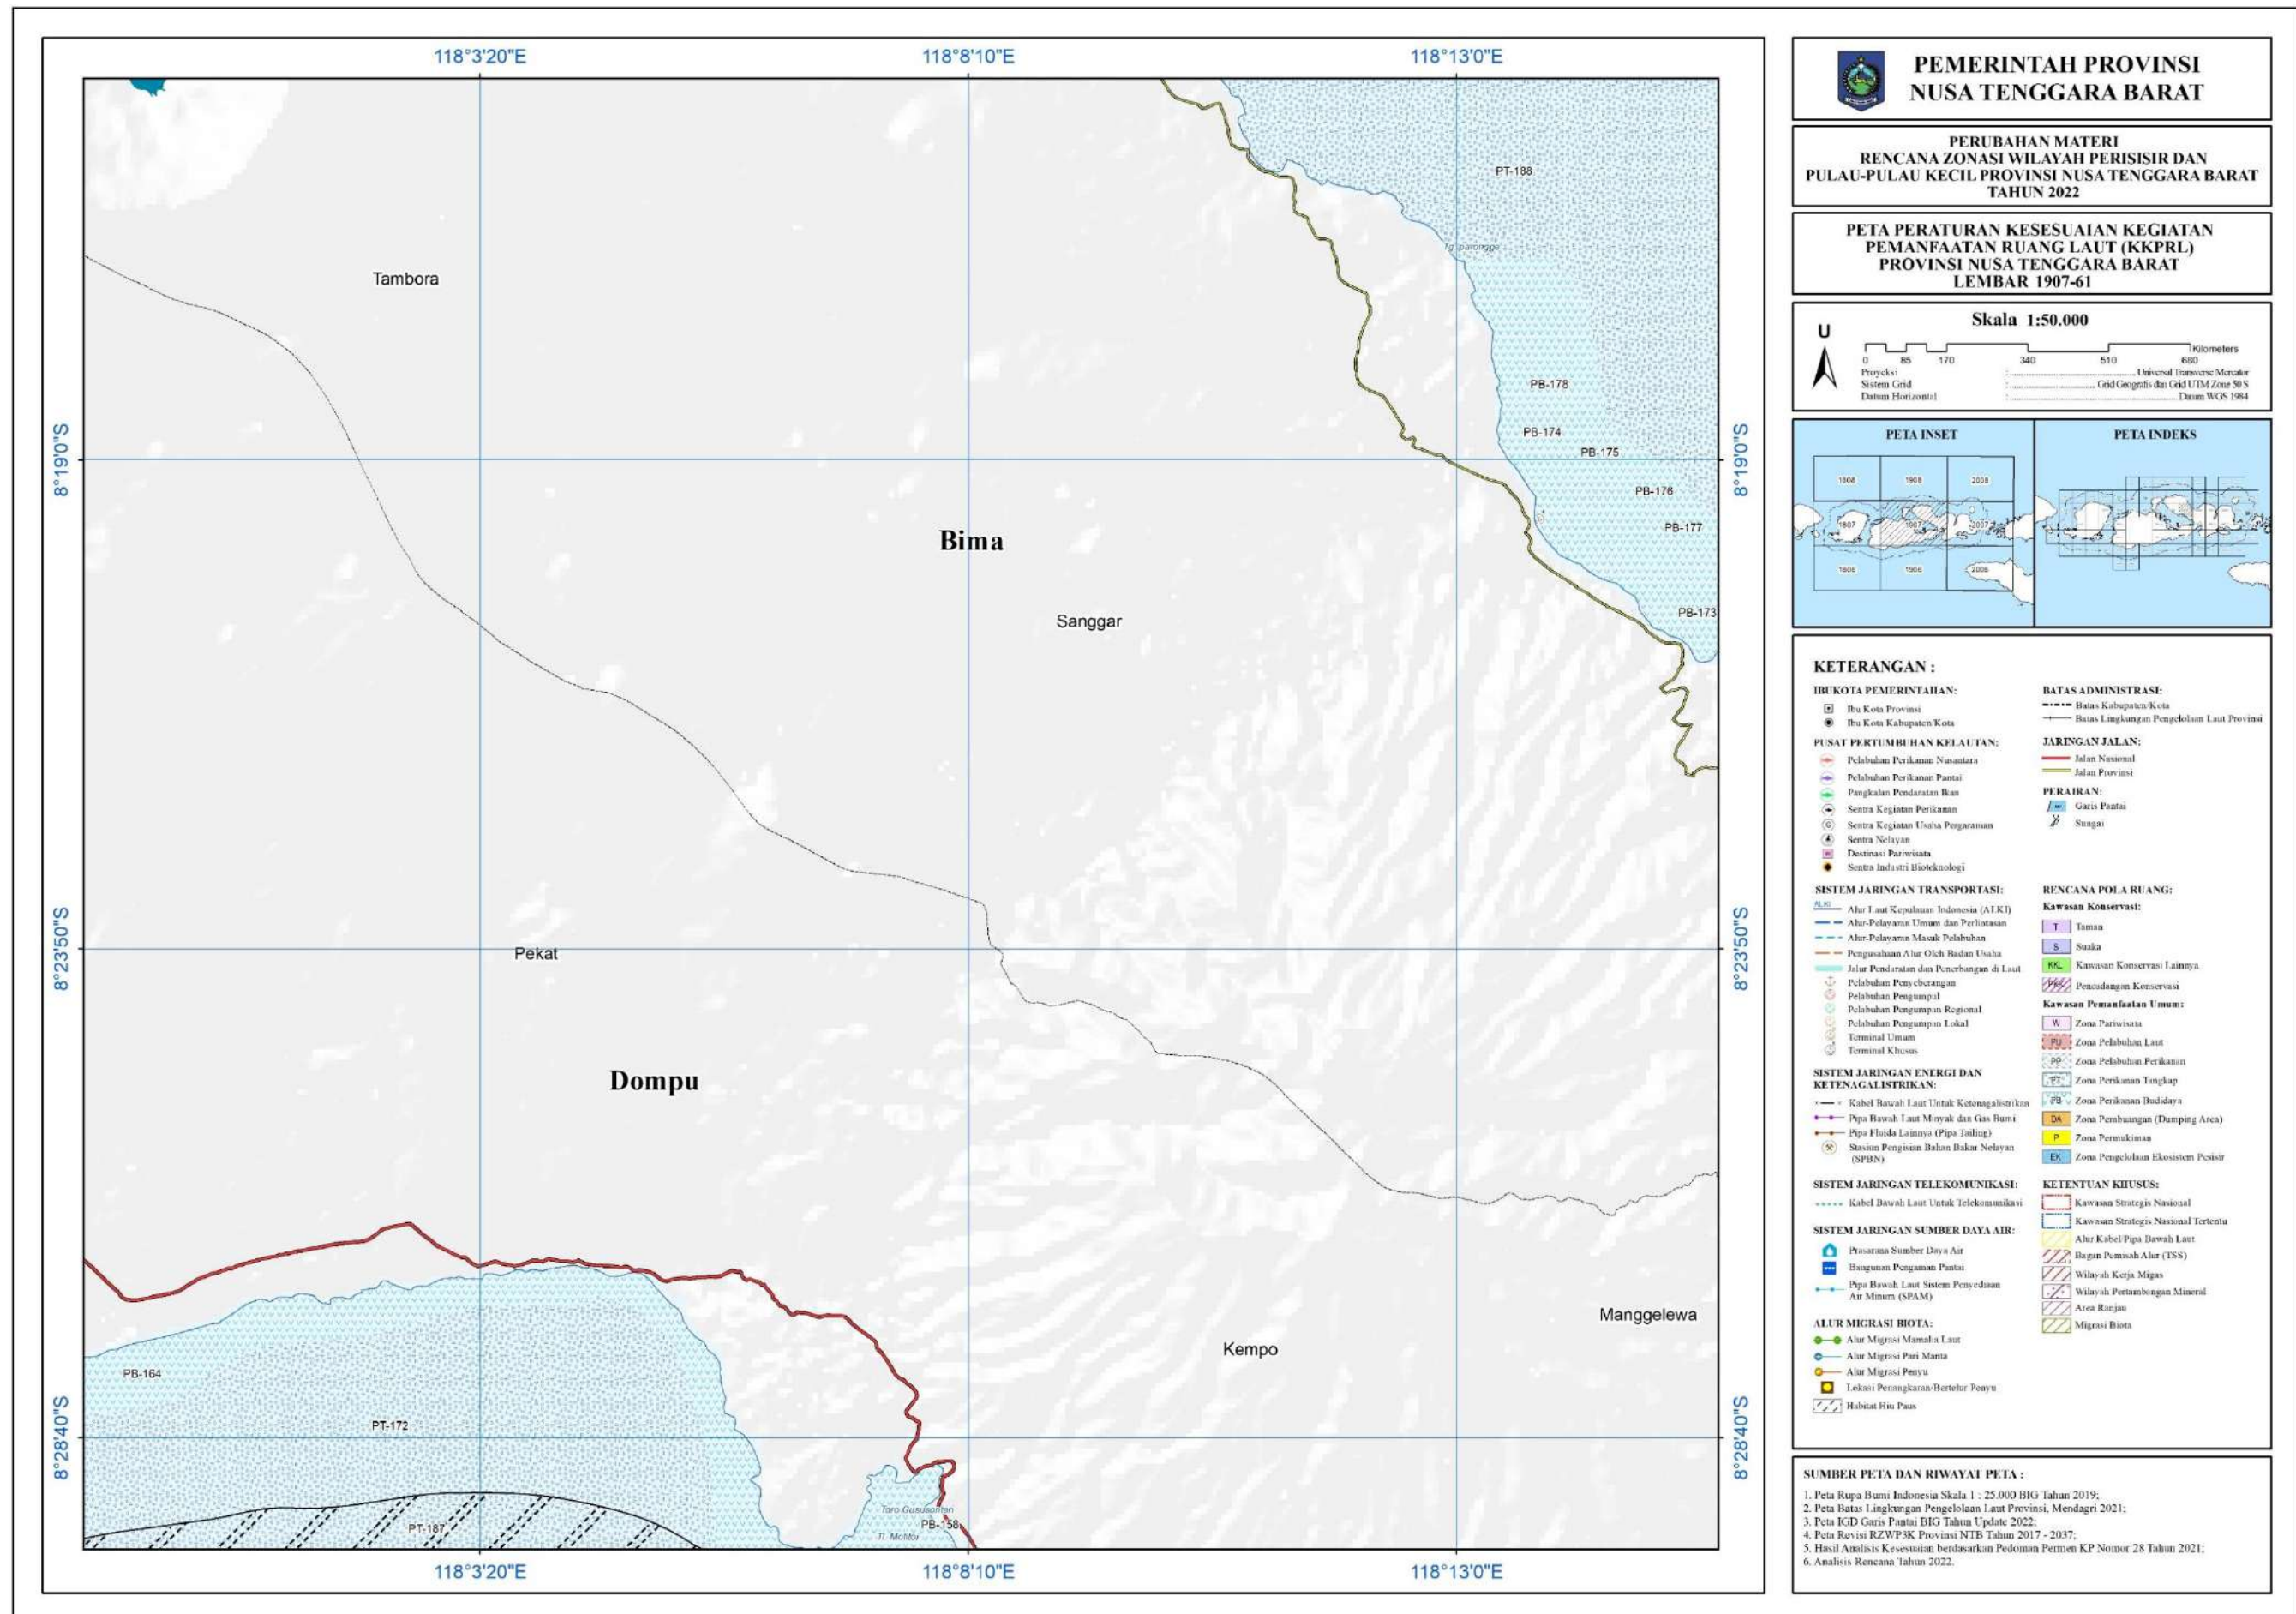 118°3'20"E
118°8'10"E
118°13'0"E
8°19'0"S
8°23'50"S
8°28'40"S
PT-188
Tambora
PB-178
PB-174
PB-175
PB-176
PB-177
Bima
Sanggar
PB-173
Pekat
Dompu
Manggelewa
Kempo
PB-164
PT-172
PT-187
PB-158
8°19'0"S
8°23'50"S
8°28'40"S
118°3'20"E
118°8'10"E
118°13'0"E
PEMERINTAH PROVINSI
NUSA TENGGARA BARAT
PERUBAHAN MATERI
RENCANA ZONASI WILAYAH PERISISIR DAN
PULAU-PULAU KECIL PROVINSI NUSA TENGGARA BARAT
TAHUN 2022
PETA PERATURAN KESESUAIAN KEGIATAN
PEMANFAATAN RUANG LAUT (KKPRL)
PROVINSI NUSA TENGGARA BARAT
LEMBAR 1907-61
Skala 1:50.000
U
Kilometers
0 85 170 340 510 680
Proyeksi : Universal Transverse Mercator
Sistem Grid : Grid Geografis dan Grid UTM Zone 50 S
Datum Horizontal : Datum WGS 1984
PETA INSET
1808 1908 2008
1807 1907 2007
1806 1906 2006
PETA INDEKS
KETERANGAN :
IBUKOTA PEMERINTAHAN:
Ibu Kota Provinsi
Ibu Kota Kabupaten/Kota
PUSAT PERTUMBUHAN KELAUTAN:
Pelabuhan Perikanan Nusantara
Pelabuhan Perikanan Pantai
Pangkalan Pendaratan Ikan
Sentra Kegiatan Perikanan
Sentra Kegiatan Usaha Pergaraman
Sentra Nelayan
Destinasi Pariwisata
Sentra Industri Bioteknologi
SISTEM JARINGAN TRANSPORTASI:
ALKI Alur Laut Kepulauan Indonesia (ALKI)
Alur-Pelayaran Umum dan Perlintasan
Alur-Pelayaran Masuk Pelabuhan
Pengusahaan Alur Oleh Badan Usaha
Jalur Pendaratan dan Penerbangan di Laut
Pelabuhan Penyeberangan
Pelabuhan Pengumpul
Pelabuhan Pengumpan Regional
Pelabuhan Pengumpan Lokal
Terminal Umum
Terminal Khusus
SISTEM JARINGAN ENERGI DAN
KETENAGALISTRIKAN:
Kabel Bawah Laut Untuk Ketenagalistrikan
Pipa Bawah Laut Minyak dan Gas Bumi
Pipa Fluida Lainnya (Pipa Tailing)
Stasiun Pengisian Bahan Bakar Nelayan
(SPBN)
SISTEM JARINGAN TELEKOMUNIKASI:
Kabel Bawah Laut Untuk Telekomunikasi
SISTEM JARINGAN SUMBER DAYA AIR:
Prasarana Sumber Daya Air
Bangunan Pengaman Pantai
Pipa Bawah Laut Sistem Penyediaan
Air Minum (SPAM)
ALUR MIGRASI BIOTA:
Alur Migrasi Mamalia Laut
Alur Migrasi Pari Manta
Alur Migrasi Penyu
Lokasi Penangkaran/Bertelur Penyu
Habitat Hiu Paus
BATAS ADMINISTRASI:
Batas Kabupaten/Kota
Batas Lingkungan Pengelolaan Laut Provinsi
JARINGAN JALAN:
Jalan Nasional
Jalan Provinsi
PERAIRAN:
Garis Pantai
Sungai
RENCANA POLA RUANG:
Kawasan Konservasi:
T Taman
S Suaka
KKL Kawasan Konservasi Lainnya
Pencadangan Konservasi
Kawasan Pemanfaatan Umum:
W Zona Pariwisata
PU Zona Pelabuhan Laut
PP Zona Pelabuhan Perikanan
PT Zona Perikanan Tangkap
PB Zona Perikanan Budidaya
DA Zona Pembuangan (Dumping Area)
P Zona Permukiman
EK Zona Pengelolaan Ekosistem Pesisir
KETENTUAN KHUSUS:
Kawasan Strategis Nasional
Kawasan Strategis Nasional Tertentu
Alur Kabel/Pipa Bawah Laut
Bagan Pemisah Alur (TSS)
Wilayah Kerja Migas
Wilayah Pertambangan Mineral
Area Ranjau
Migrasi Biota
SUMBER PETA DAN RIWAYAT PETA :
1. Peta Rupa Bumi Indonesia Skala 1 : 25.000 BIG Tahun 2019;
2. Peta Batas Lingkungan Pengelolaan Laut Provinsi, Mendagri 2021;
3. Peta IGD Garis Pantai BIG Tahun Update 2022;
4. Peta Revisi RZWP3K Provinsi NTB Tahun 2017 - 2037;
5. Hasil Analisis Kesesuaian berdasarkan Pedoman Permen KP Nomor 28 Tahun 2021;
6. Analisis Rencana Tahun 2022.